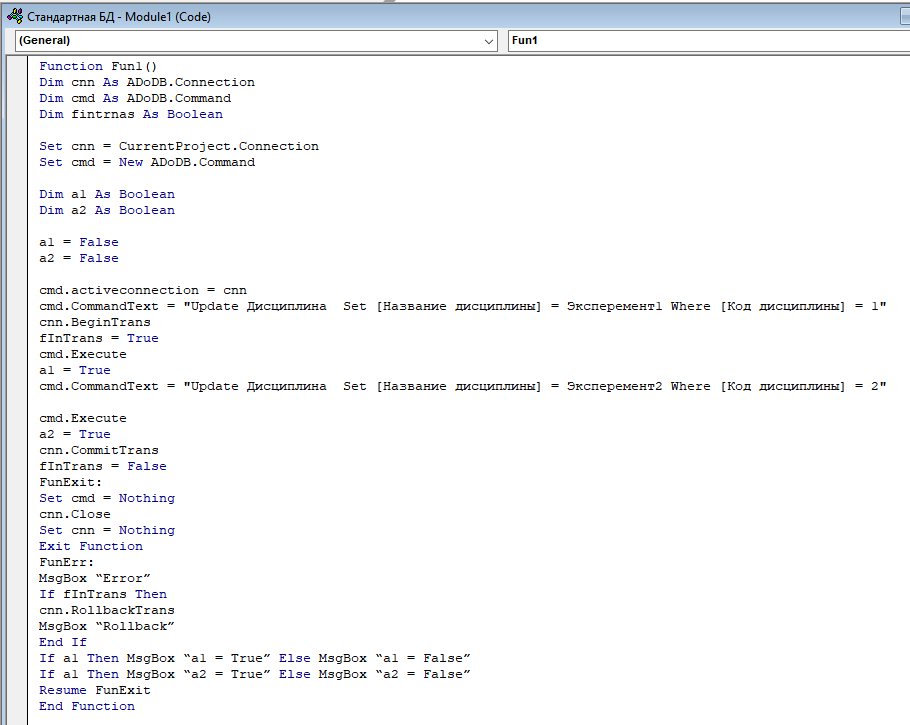 Стандартная БД - Module1 (Code)
(General)
Fun1
Function Fun1()
Dim cnn As ADoDB.Connection
Dim cmd As ADoDB.Command
Dim fintrnas As Boolean
Set cnn = CurrentProject.Connection
Set cmd = New ADoDB.Command
Dim a1 As Boolean
Dim a2 As Boolean
a1 = False
a2 = False
cmd.activeconnection = cnn
cmd.CommandText = "Update Дисциплина  Set [Название дисциплины] = Эксперемент1 Where [Код дисциплины] = 1"
cnn.BeginTrans
fInTrans = True
cmd.Execute
a1 = True
cmd.CommandText = "Update Дисциплина  Set [Название дисциплины] = Эксперемент2 Where [Код дисциплины] = 2"
cmd.Execute
a2 = True
cnn.CommitTrans
fInTrans = False
FunExit:
Set cmd = Nothing
cnn.Close
Set cnn = Nothing
Exit Function
FunErr:
MsgBox “Error”
If fInTrans Then
cnn.RollbackTrans
MsgBox “Rollback”
End If
If a1 Then MsgBox “a1 = True” Else MsgBox “a1 = False”
If a1 Then MsgBox “a2 = True” Else MsgBox “a2 = False”
Resume FunExit
End Function